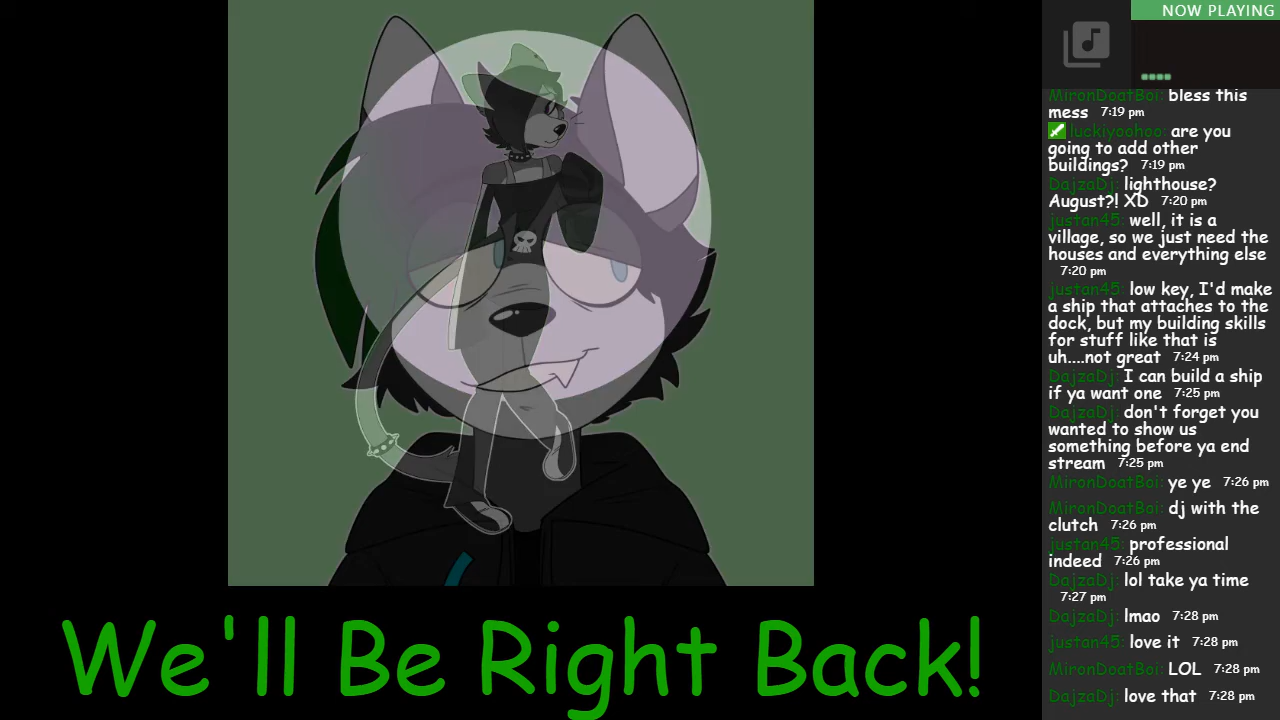 NOW PLAYING
MironDoatBoi: bless this
mess 7:19 pm
luckiyoohoo: are you
going to add other
buildings? 7:19 pm
DajzaDj: lighthouse?
August?! XD 7:20 pm
justan45: well, it is a
village, so we just need the
houses and everything else
7:20 pm
justan45: low key, I'd make
a ship that attaches to the
dock, but my building skills
for stuff like that is
uh....not great 7:24 pm
DajzaDj: I can build a ship
if ya want one 7:25 pm
DajzaDj: don't forget you
wanted to show us
something before ya end
stream 7:25 pm
MironDoatBoi: ye ye 7:26 pm
MironDoatBoi: dj with the
clutch 7:26 pm
justan45: professional
indeed 7:26 pm
DajzaDj: lol take ya time
7:27 pm
DajzaDj: lmao 7:28 pm
justan45: love it 7:28 pm
MironDoatBoi: LOL 7:28 pm
DajzaDj: love that 7:28 pm
We'll Be Right Back!